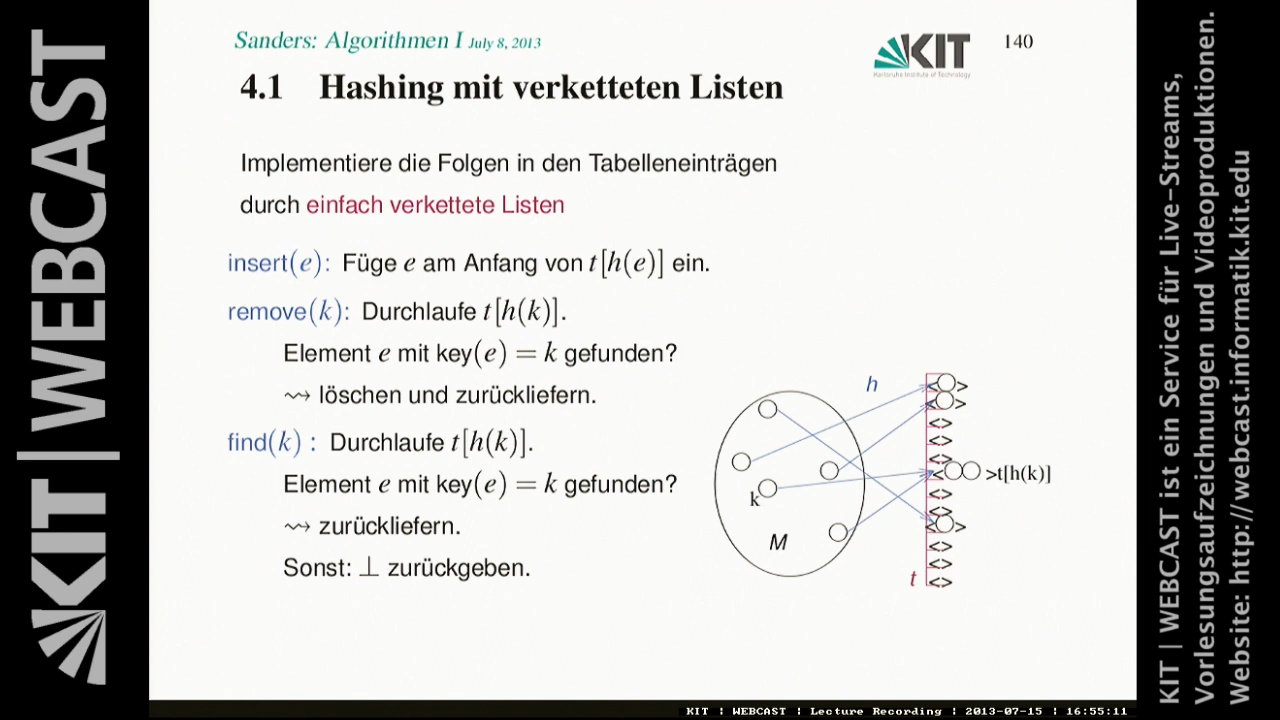 KIT | WEBCAST
Sanders: Algorithmen I July 8, 2013
KIT
Karlsruhe Institute of Technology
140
4.1 Hashing mit verketteten Listen
Implementiere die Folgen in den Tabelleneinträgen
durch einfach verkettete Listen
insert(e): Füge e am Anfang von t[h(e)] ein.
remove(k): Durchlaufe t[h(k)].
Element e mit key(e) = k gefunden?
⇝ löschen und zurückliefern.
find(k) : Durchlaufe t[h(k)].
Element e mit key(e) = k gefunden?
⇝ zurückliefern.
Sonst: ⊥ zurückgeben.
h
k
M
t
<>
<>
<>
<>
<>
< >t[h(k)]
<>
<>
<>
<>
<>
<>
KIT | WEBCAST ist ein Service für Live-Streams,
Vorlesungsaufzeichnungen und Videoproduktionen.
Website: http://webcast.informatik.kit.edu
KIT | WEBCAST | Lecture Recording | 2013-07-15 | 16:55:11